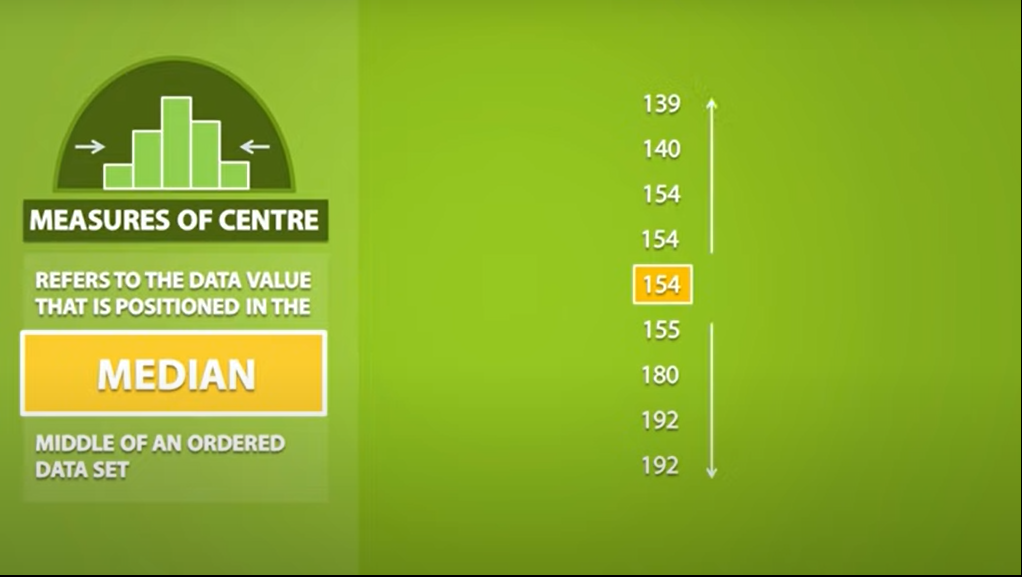 MEASURES OF CENTRE
REFERS TO THE DATA VALUE
THAT IS POSITIONED IN THE
MEDIAN
MIDDLE OF AN ORDERED
DATA SET
139
140
154
154
154
155
180
192
192